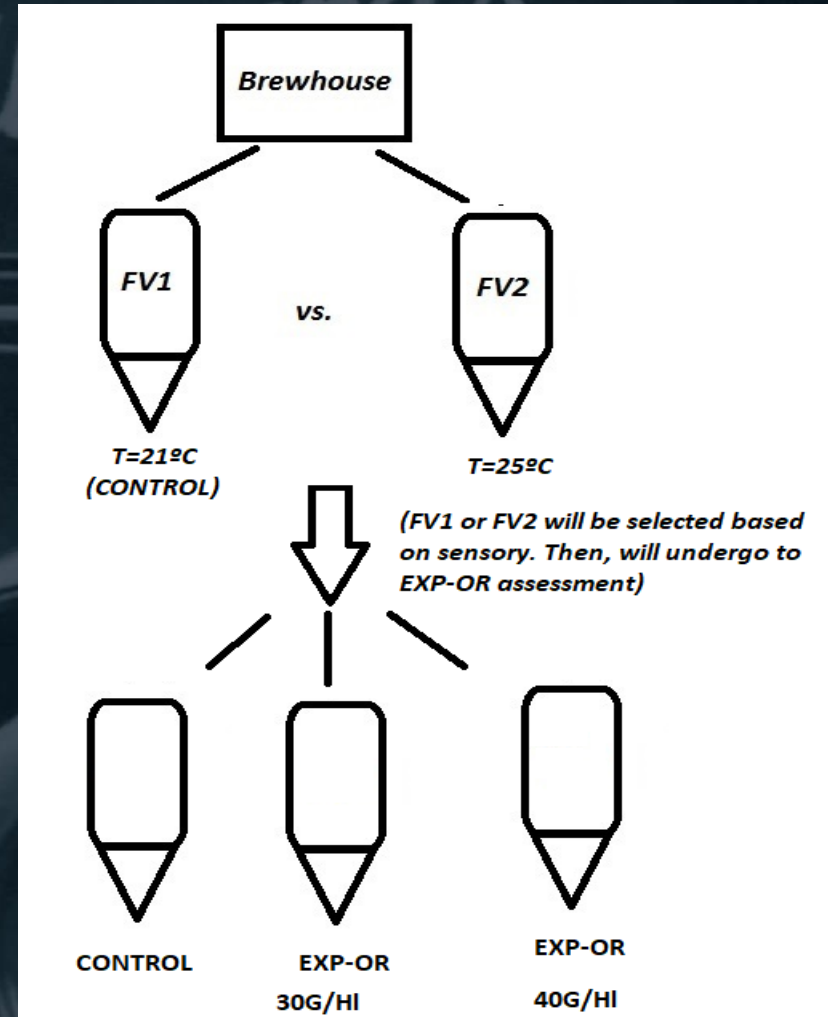 Brewhouse
FV1
vs.
FV2
T=21ºC
(CONTROL)
T=25ºC
(FV1 or FV2 will be selected based
on sensory. Then, will undergo to
EXP-OR assessment)
CONTROL
EXP-OR
30G/Hl
EXP-OR
40G/Hl